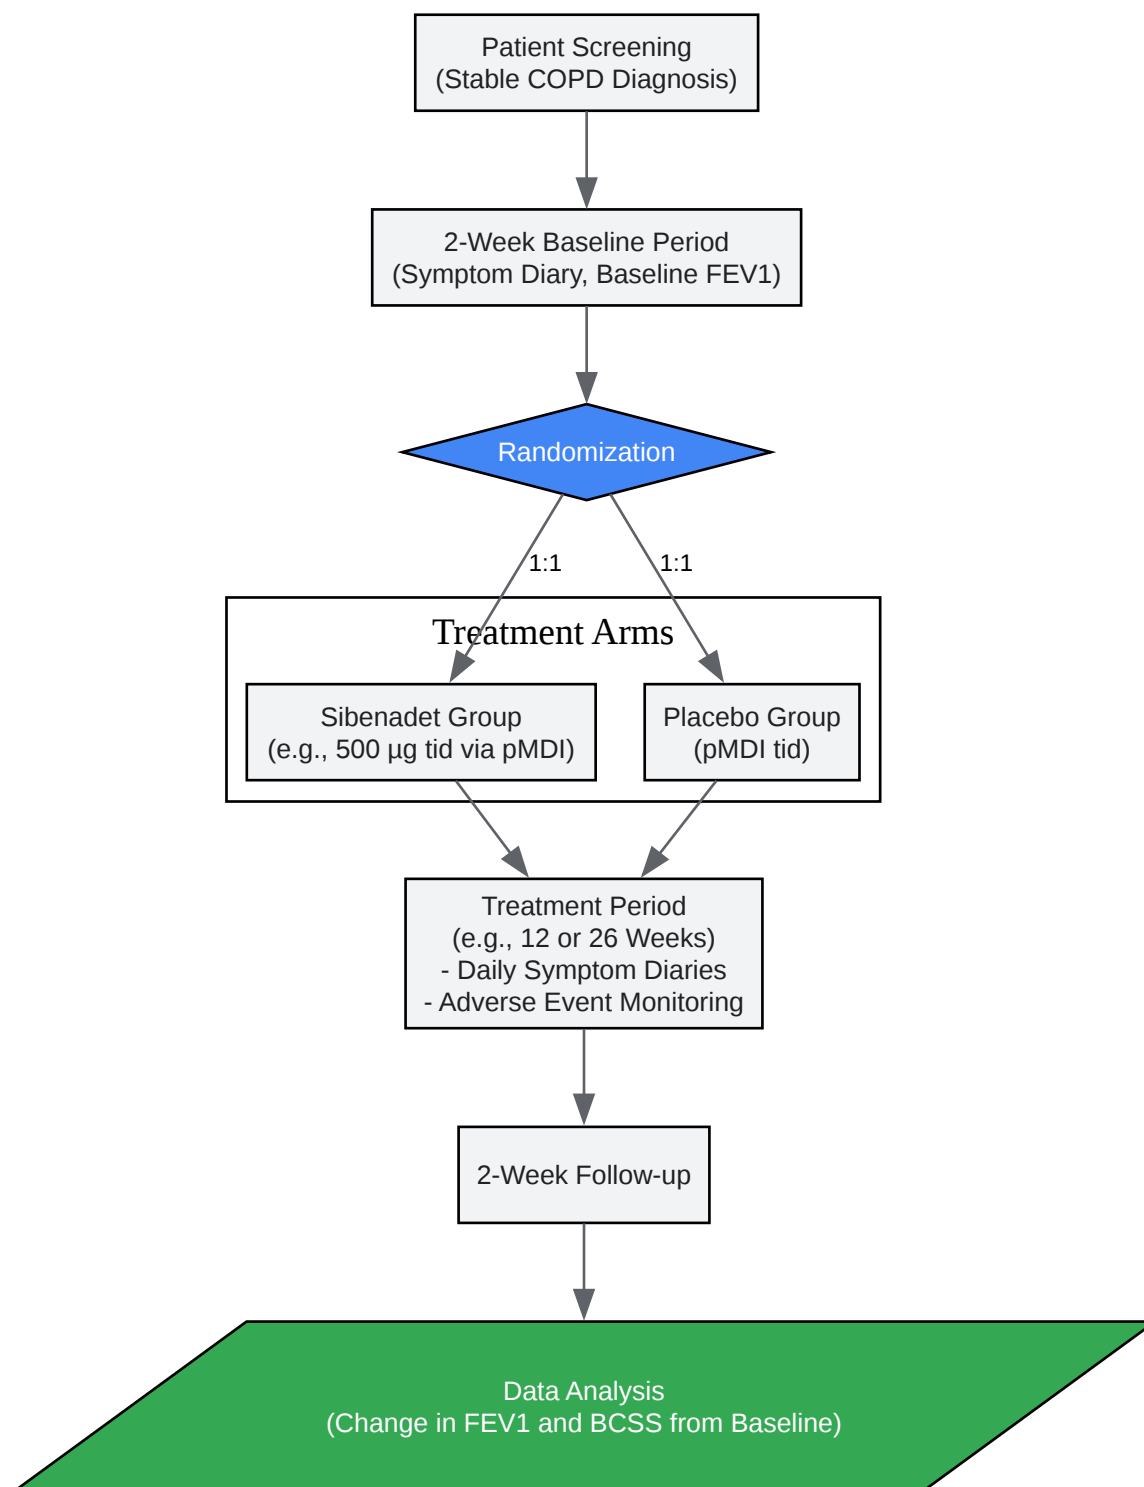 Patient Screening
(Stable COPD Diagnosis)
2-Week Baseline Period
(Symptom Diary, Baseline FEV1)
Randomization
1:1
1:1
Treatment Arms
Sibenadet Group
(e.g., 500 µg tid via pMDI)
Placebo Group
(pMDI tid)
Treatment Period
(e.g., 12 or 26 Weeks)
- Daily Symptom Diaries
- Adverse Event Monitoring
2-Week Follow-up
Data Analysis
(Change in FEV1 and BCSS from Baseline)